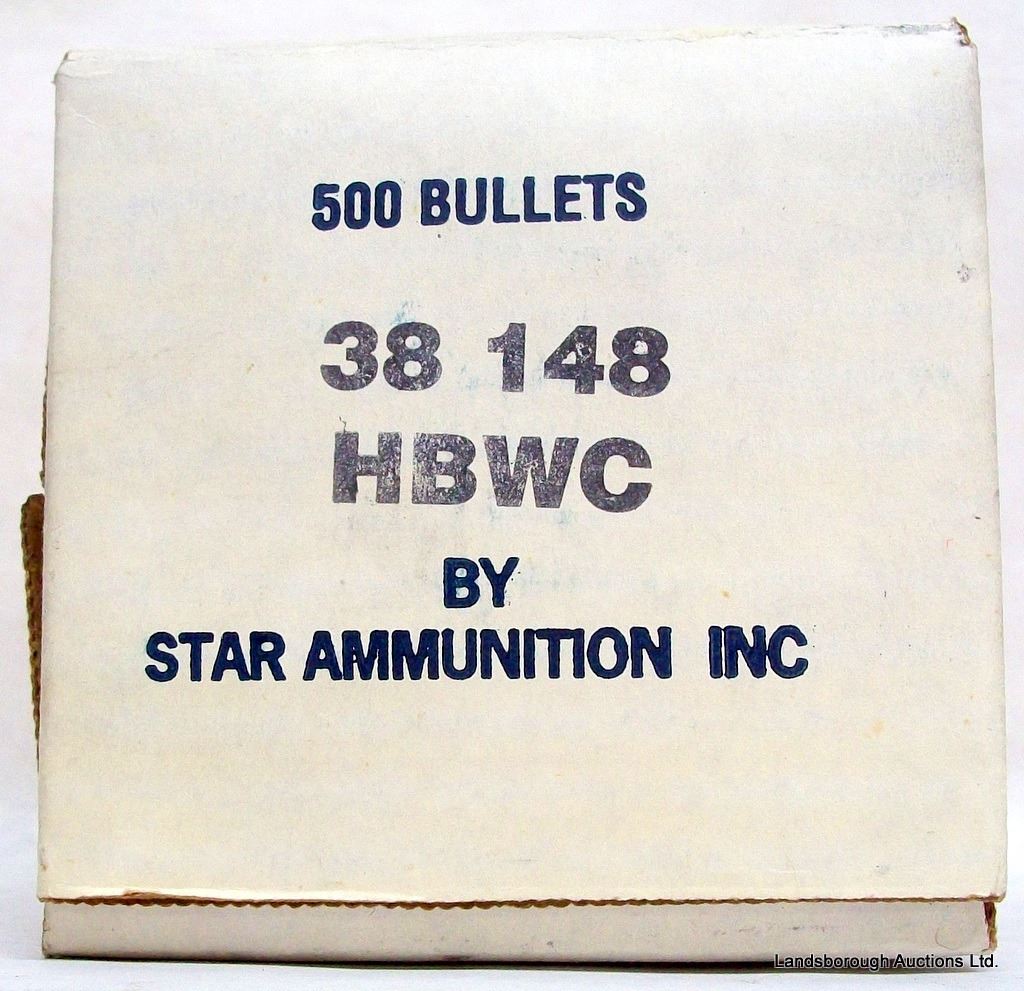 500 BULLETS
38 148
HBWC
BY
STAR AMMUNITION INC
Landsborough Auctions Ltd.